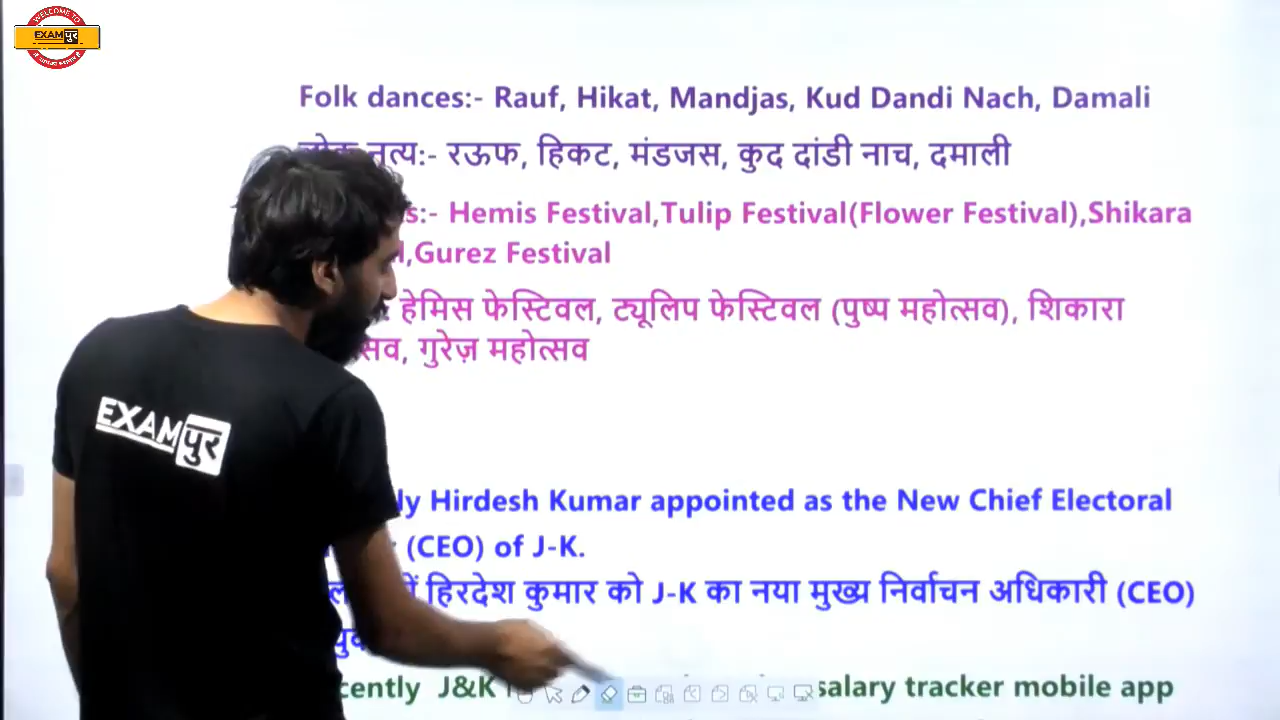 WELCOME TO
EXAMपुर
Folk dances:- Rauf, Hikat, Mandjas, Kud Dandi Nach, Damali
नृत्य:- रऊफ, हिकट, मंडजस, कुद दांडी नाच, दमाली
s:- Hemis Festival,Tulip Festival(Flower Festival),Shikara
l,Gurez Festival
हेमिस फेस्टिवल, ट्यूलिप फेस्टिवल (पुष्प महोत्सव), शिकारा
सव, गुरेज़ महोत्सव
EXAMपुर
ly Hirdesh Kumar appointed as the New Chief Electoral
(CEO) of J-K.
हिरदेश कुमार को J-K का नया मुख्य निर्वाचन अधिकारी (CEO)
cently J&K salary tracker mobile app